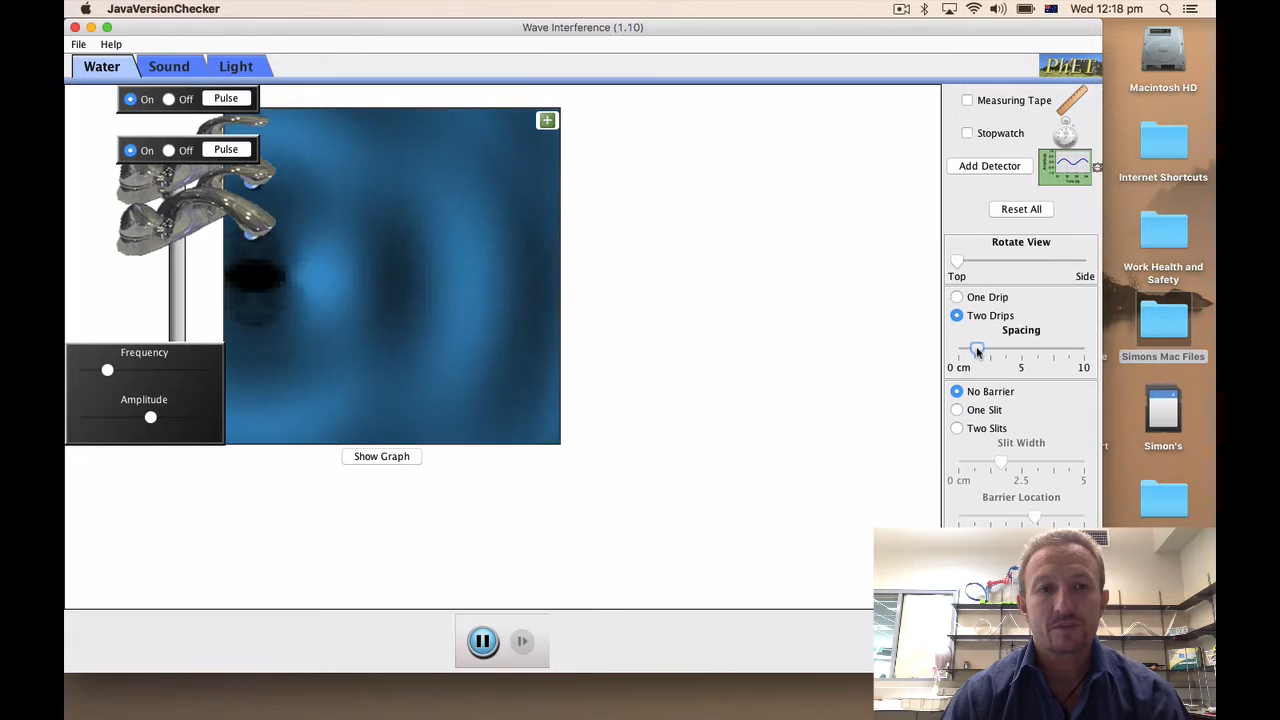 JavaVersionChecker
Wed 12:18 pm
Wave Interference (1.10)
File Help
Water Sound Light
PhET
On Off Pulse
On Off Pulse
Frequency
Amplitude
Show Graph
Measuring Tape
Stopwatch
Add Detector
Reset All
Rotate View
Top Side
One Drip
Two Drips
Spacing
0 cm 5 10
No Barrier
One Slit
Two Slits
Slit Width
0 cm 2.5 5
Barrier Location
Macintosh HD
Internet Shortcuts
Work Health and
Safety
Simons Mac Files
Simon's